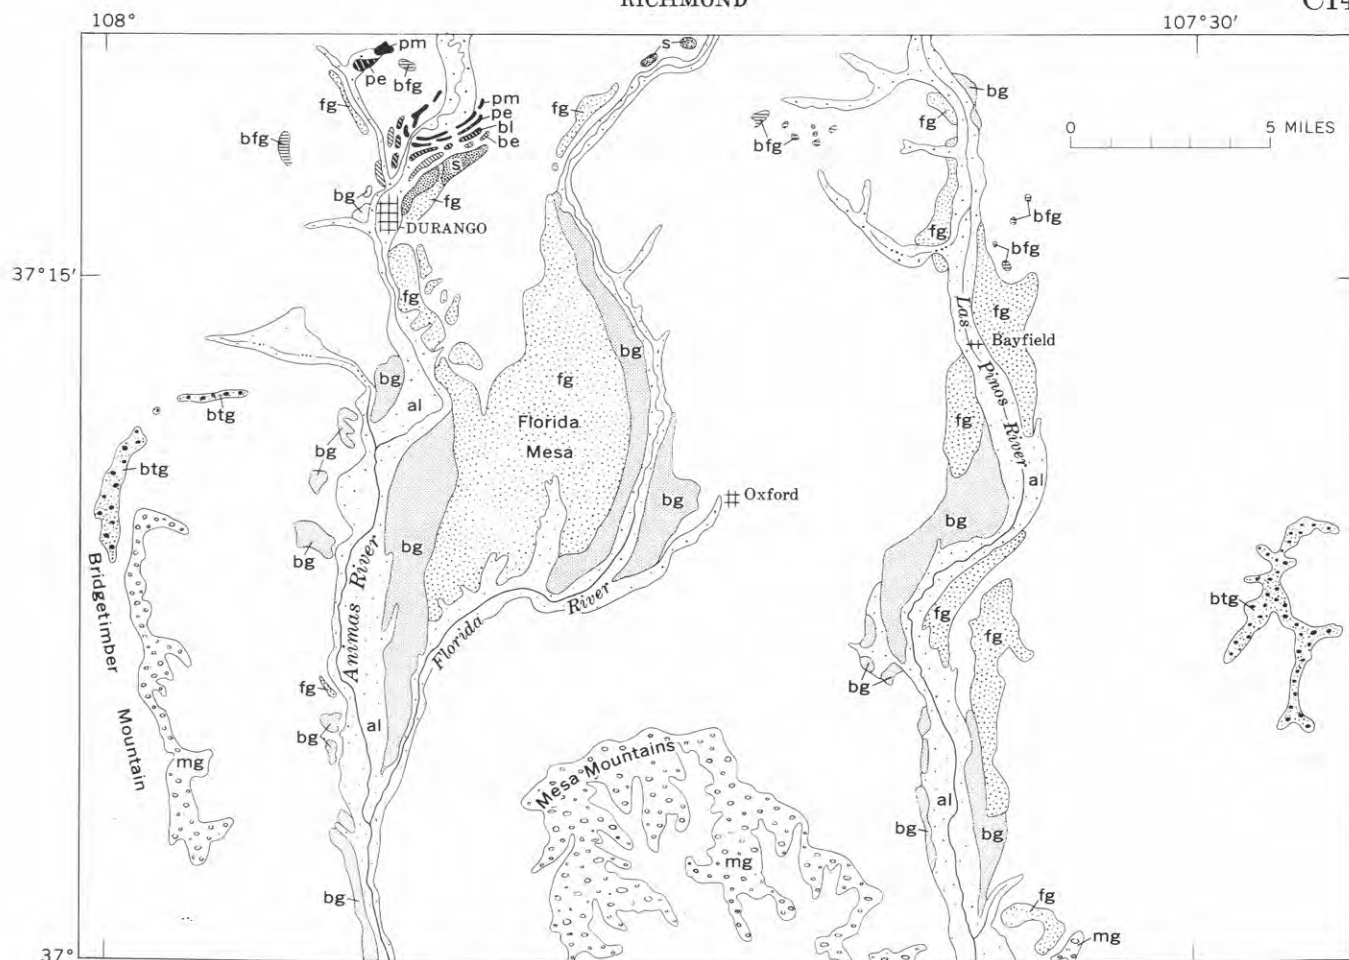 RICHMOND
C14
108°
107°30'
pm
pe
bfg
s
bg
fg
fg
pm
pe
bl
be
fg
0 5 MILES
bfg
bfg
s
bg
fg
bfg
fg
DURANGO
bfg
37°15'
fg
fg
Las Pinos River
Bayfield
bg
fg
bg
al
fg
Florida
Mesa
btg
bg
btg
bg
Oxford
al
bg
bg
bg
Animas River
Bridgetimber
Mountain
Florida River
fg
fg
btg
bg
fg
al
bg
mg
Mesa Mountains
al
bg
bg
mg
bg
fg
mg
37°